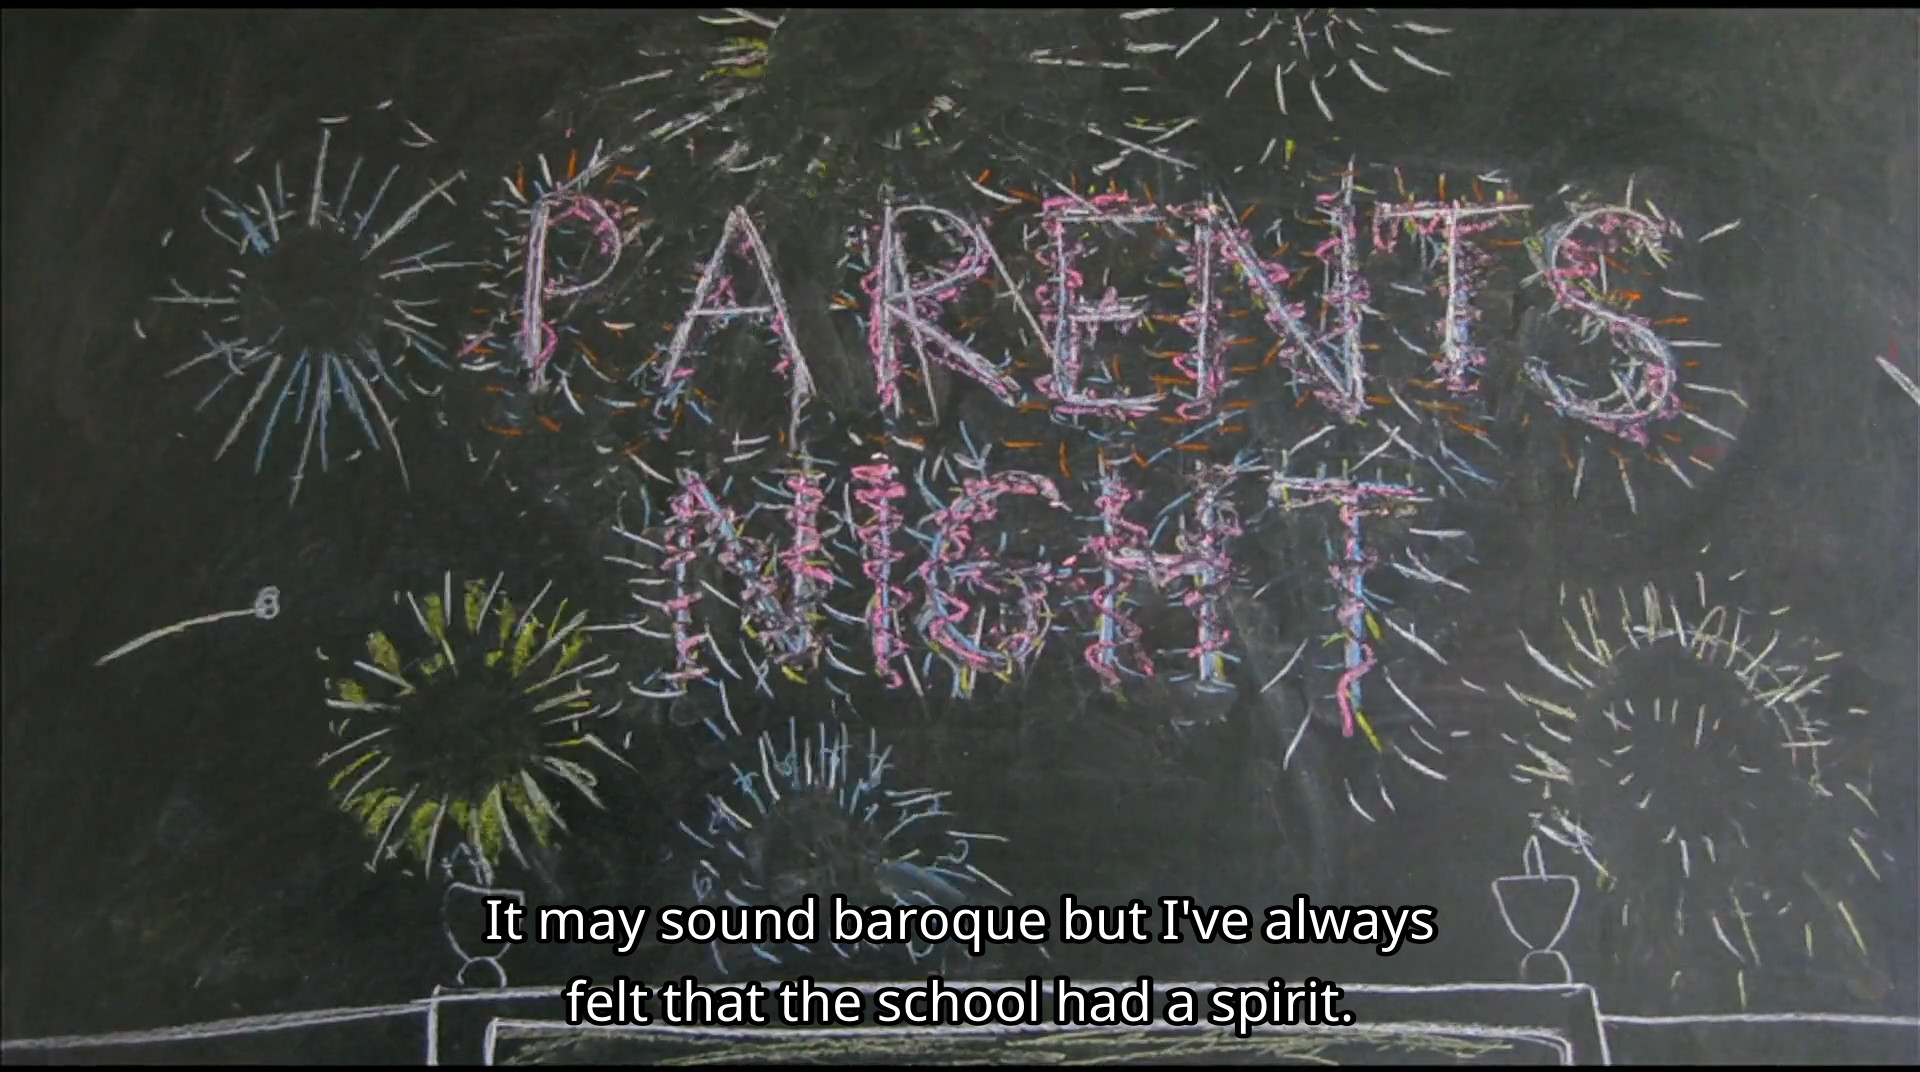 PARENTS
NIGHT
It may sound baroque but I've always
felt that the school had a spirit.